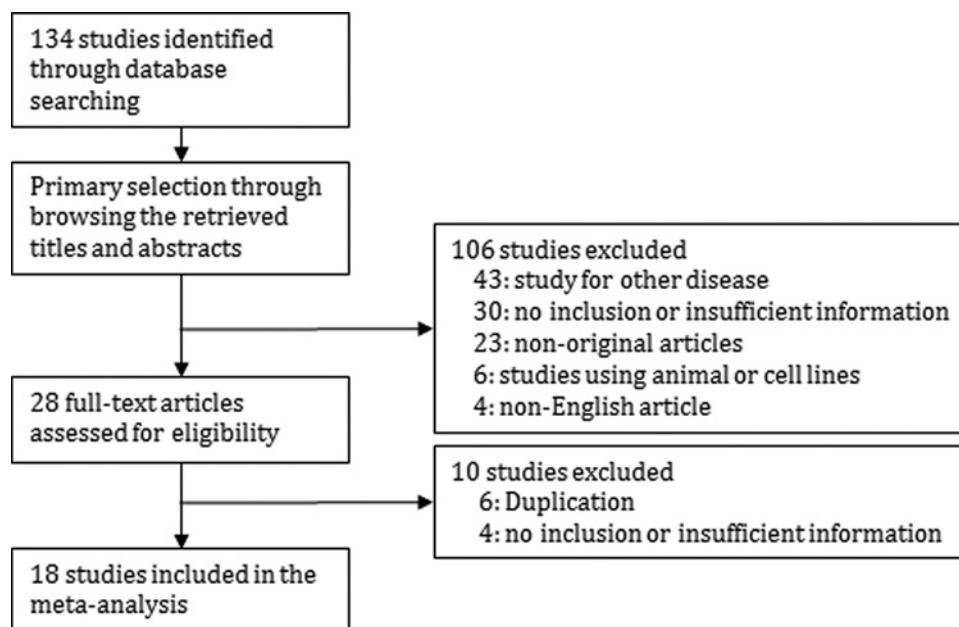 134 studies identified
through database
searching
Primary selection through
browsing the retrieved
titles and abstracts
106 studies excluded
43: study for other disease
30: no inclusion or insufficient information
23: non-original articles
6: studies using animal or cell lines
4: non-English article
28 full-text articles
assessed for eligibility
10 studies excluded
6: Duplication
4: no inclusion or insufficient information
18 studies included in the
meta-analysis